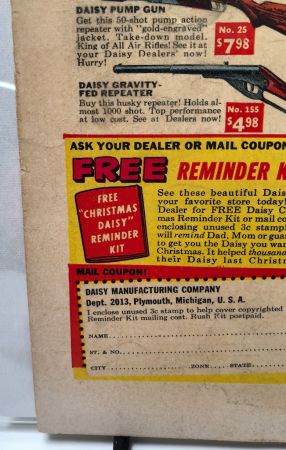 DAISY PUMP GUN
Get this 50-shot pump action
repeater with "gold-engraved"
jacket. Take-down model.
King of All Air Rifles! See it at
your Daisy Dealers' now!
Hurry!
No. 25
$7.98
DAISY GRAVITY-
FED REPEATER
Buy this husky repeater! Holds al-
most 1000 shot. Top performance
at low cost. See at Dealers now!
No. 155
$4.98
ASK YOUR DEALER OR MAIL COUPON
FREE REMINDER K
FREE
"CHRISTMAS
DAISY"
REMINDER
KIT
See these beautiful Dais
your favorite store today!
Dealer for FREE Daisy C
mas Reminder Kit or mail co
enclosing unused 3c stamp
will remind Dad, Mom or guar
to get you the Daisy you wan
Christmas. It helped thousand
their Daisy last Christ
MAIL COUPON!
DAISY MANUFACTURING COMPANY
Dept. 2013, Plymouth, Michigan, U. S. A.
I enclose unused 3c stamp to help cover copyrighted
Reminder Kit mailing cost. Rush Kit postpaid.
NAME
ST. & NO.
CITY ZONE STATE